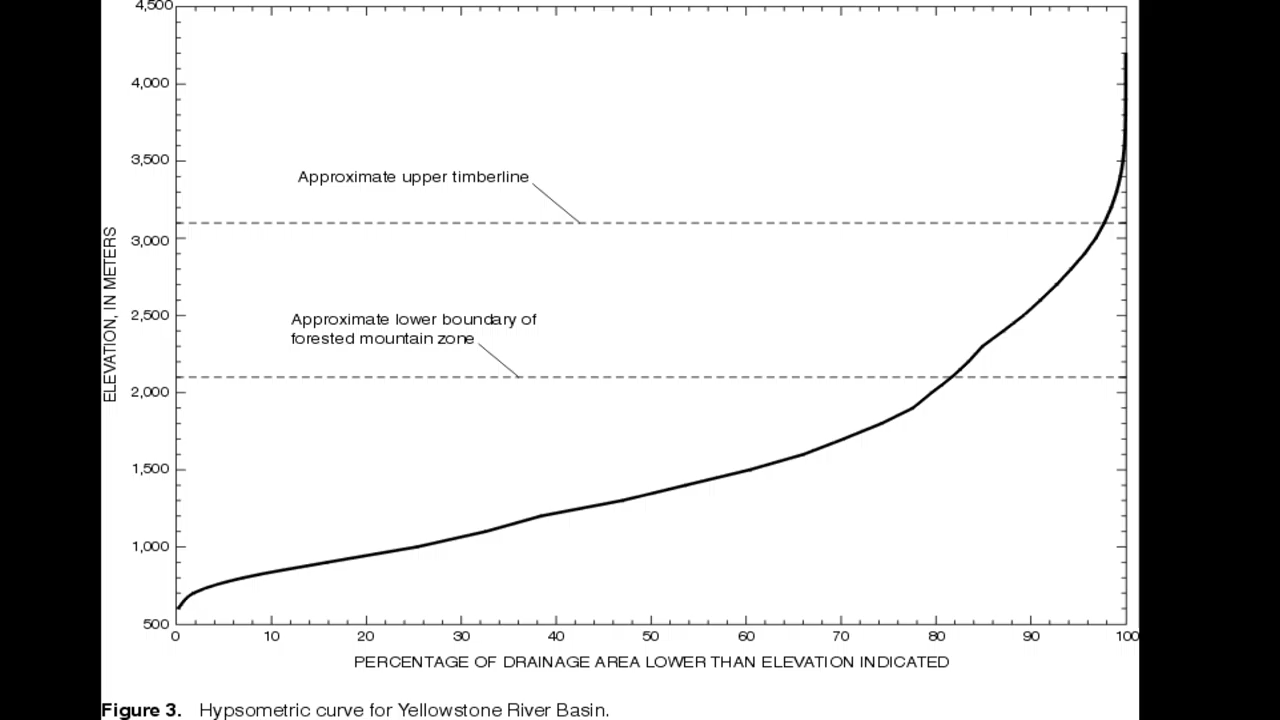 4,500
4,000
3,500
Approximate upper timberline
3,000
ELEVATION, IN METERS
2,500
Approximate lower boundary of
forested mountain zone
2,000
1,500
1,000
500
0 10 20 30 40 50 60 70 80 90 100
PERCENTAGE OF DRAINAGE AREA LOWER THAN ELEVATION INDICATED
Figure 3. Hypsometric curve for Yellowstone River Basin.